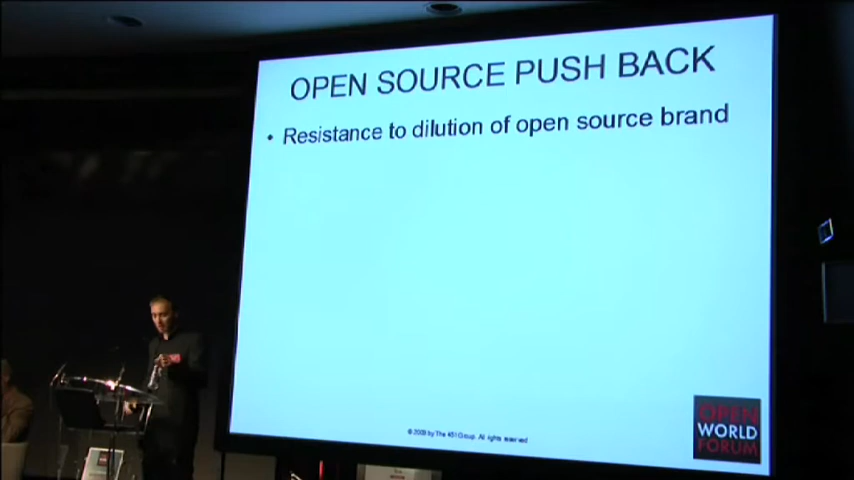 OPEN SOURCE PUSH BACK
• Resistance to dilution of open source brand
© 2009 by The 451 Group. All rights reserved
OPEN
WORLD
FORUM